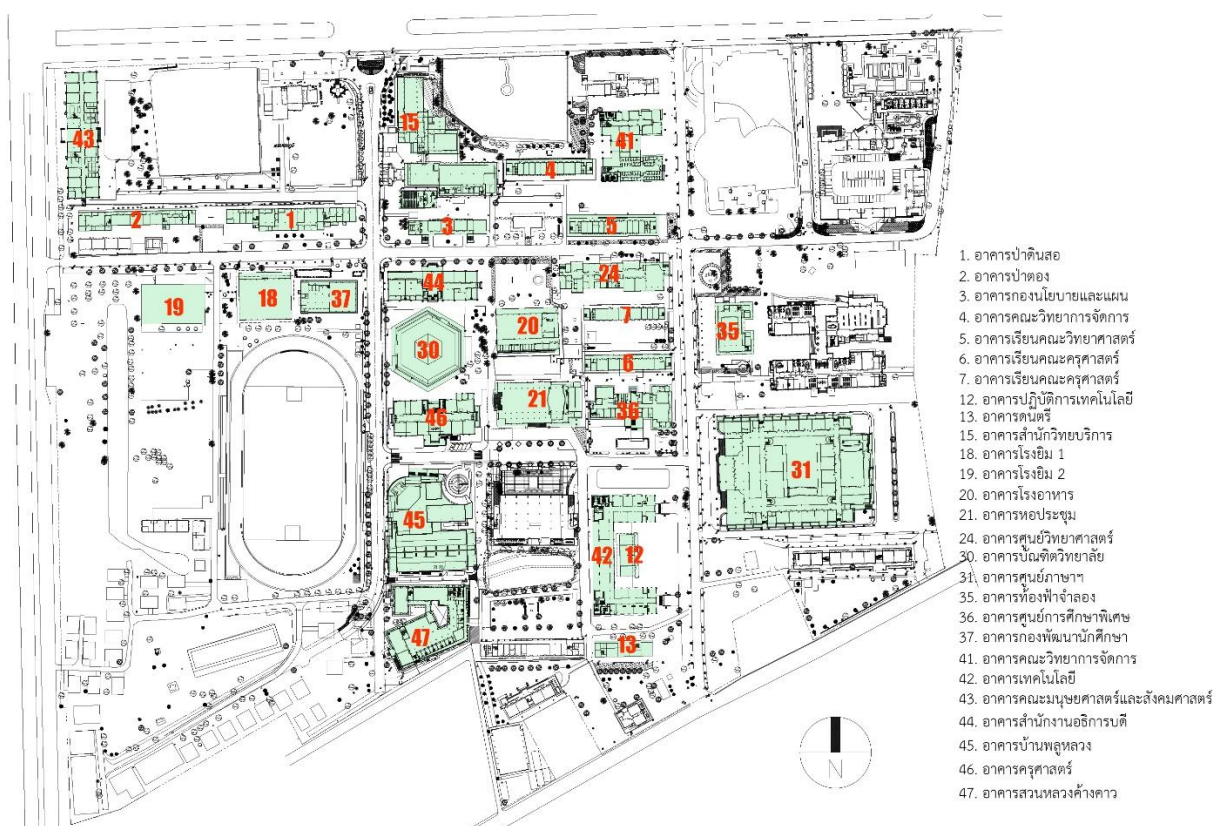 43
15
41
4
2
1
3
5
44
24
19
18
37
20
7
35
30
6
21
36
46
31
45
42
12
47
13
N
1. อาคารป่าตินสอ
2. อาคารป่าตอง
3. อาคารกองนโยบายและแผน
4. อาคารคณะวิทยาการจัดการ
5. อาคารเรียนคณะวิทยาศาสตร์
6. อาคารเรียนคณะครุศาสตร์
7. อาคารเรียนคณะครุศาสตร์
12. อาคารปฏิบัติการเทคโนโลยี
13. อาคารดนตรี
15. อาคารสำนักวิทยบริการ
18. อาคารโรงยิม 1
19. อาคารโรงยิม 2
20. อาคารโรงอาหาร
21. อาคารหอประชุม
24. อาคารศูนย์วิทยาศาสตร์
30. อาคารบัณฑิตวิทยาลัย
31. อาคารศูนย์ภาษาฯ
35. อาคารท้องฟ้าจำลอง
36. อาคารศูนย์การศึกษาพิเศษ
37. อาคารกองพัฒนานักศึกษา
41. อาคารคณะวิทยาการจัดการ
42. อาคารเทคโนโลยี
43. อาคารคณะมนุษยศาสตร์และสังคมศาสตร์
44. อาคารสำนักงานอธิการบดี
45. อาคารบ้านพลูหลวง
46. อาคารครุศาสตร์
47. อาคารสวนหลวงค้างคาว